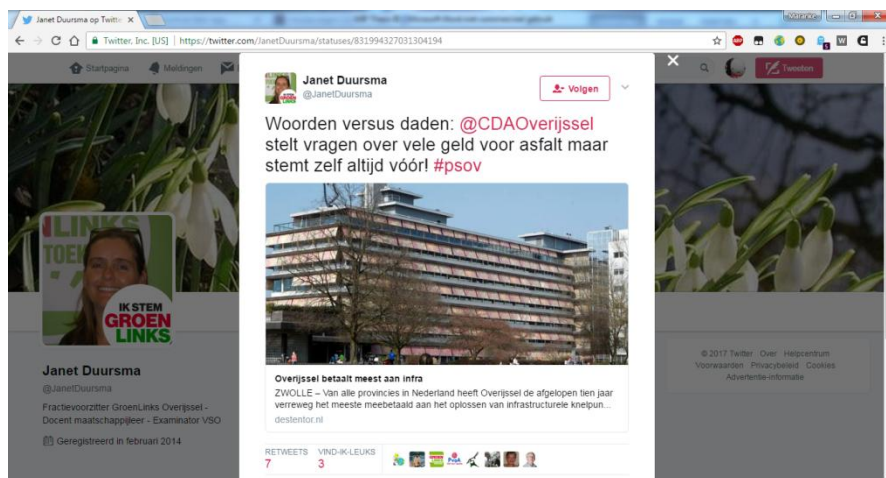 Janet Duursma op Twitte
Twitter, Inc. [US] | https://twitter.com/JanetDuursma/statuses/831994327031304194
Startpagina Meldingen
Tweeten
Janet Duursma
@JanetDuursma
Volgen
Woorden versus daden: @CDAOverijssel
stelt vragen over vele geld voor asfalt maar
stemt zelf altijd vóór! #psov
LINKS
IK STEM
GROEN
LINKS
Overijssel betaalt meest aan infra
ZWOLLE – Van alle provincies in Nederland heeft Overijssel de afgelopen tien jaar
verreweg het meeste meebetaald aan het oplossen van infrastructurele knelpun...
destentor.nl
Janet Duursma
@JanetDuursma
Fractievoorzitter GroenLinks Overijssel -
Docent maatschappijleer - Examinator VSO
Geregistreerd in februari 2014
© 2017 Twitter Over Helpcentrum
Voorwaarden Privacybeleid Cookies
Advertentie-informatie
RETWEETS VIND-IK-LEUKS
7 3